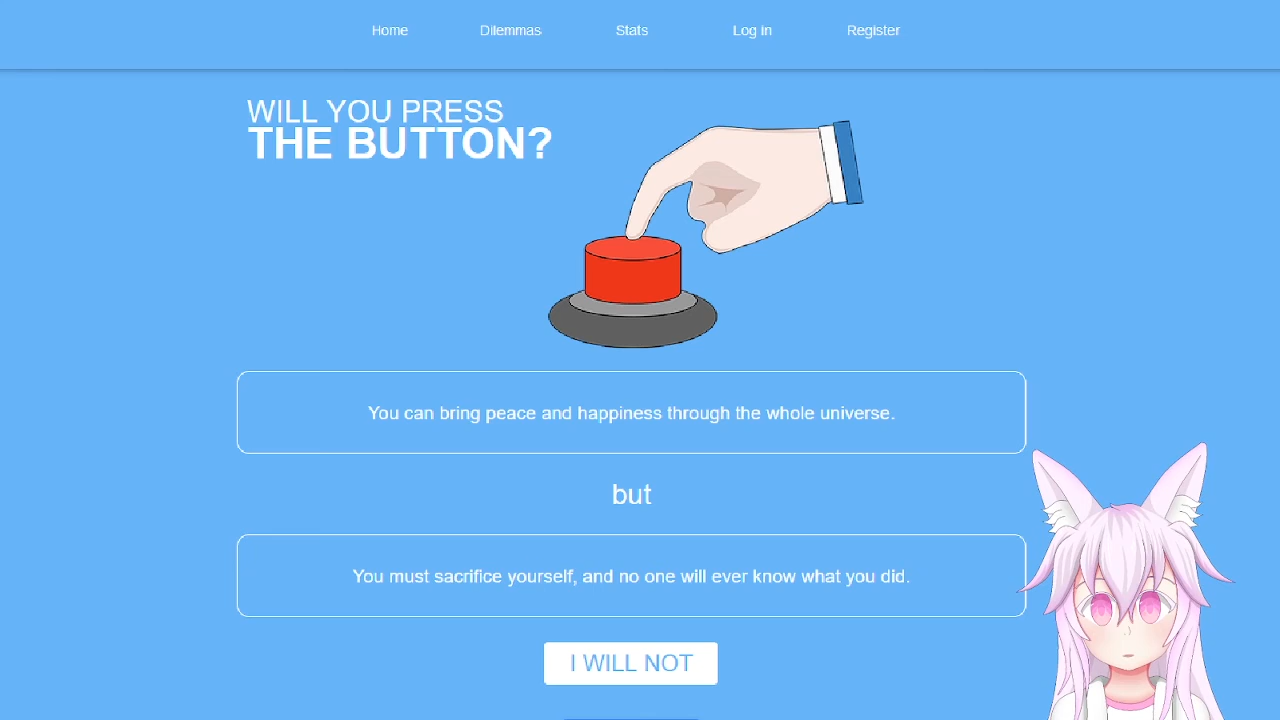 Home Dilemmas Stats Log in Register
WILL YOU PRESS
THE BUTTON?
You can bring peace and happiness through the whole universe.
but
You must sacrifice yourself, and no one will ever know what you did.
I WILL NOT